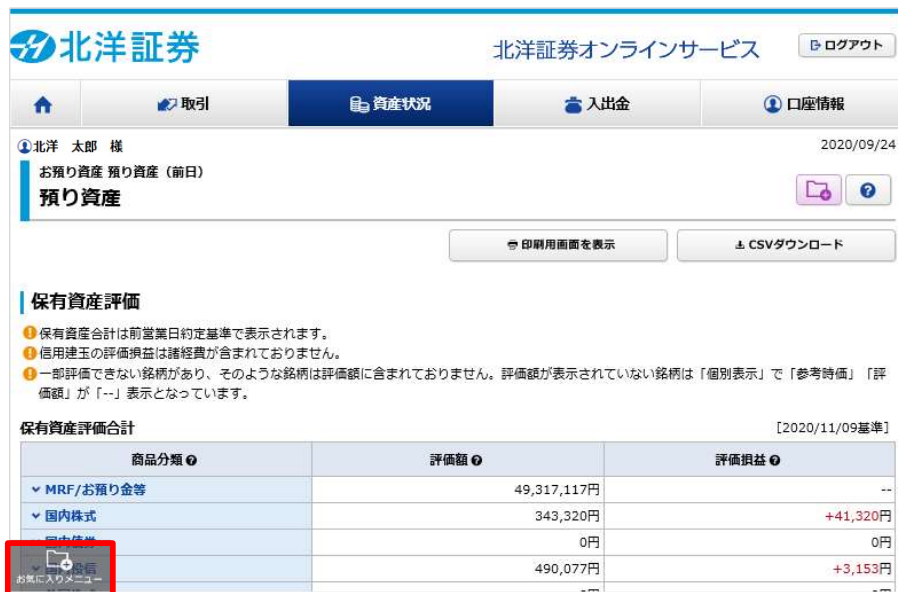 北洋証券
北洋証券オンラインサービス
ログアウト
取引
資産状況
入出金
口座情報
北洋 太郎 様
2020/09/24
お預り資産 預り資産（前日）
預り資産
印刷用画面を表示
CSVダウンロード
保有資産評価
保有資産合計は前営業日約定基準で表示されます。
信用建玉の評価損益は諸経費が含まれておりません。
一部評価できない銘柄があり、そのような銘柄は評価額に含まれておりません。評価額が表示されていない銘柄は「個別表示」で「参考時価」「評
価額」が「--」表示となっています。
保有資産評価合計
[2020/11/09基準]
商品分類 評価額 評価損益
MRF/お預り金等 49,317,117円 --
国内株式 343,320円 +41,320円
0円 0円
490,077円 +3,153円
お気に入りメニュー